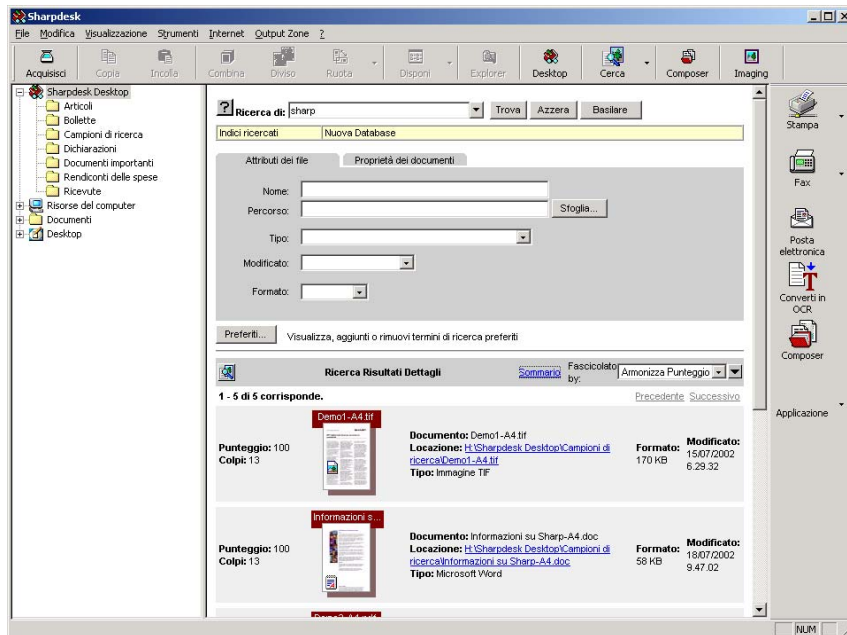 Sharpdesk
File Modifica Visualizzazione Strumenti Internet Output Zone ?
Acquisisci Copia Incolla Combina Diviso Ruota Disponi Explorer Desktop Cerca Composer Imaging
Sharpdesk Desktop
Articoli
Bollette
Campioni di ricerca
Dichiarazioni
Documenti importanti
Rendiconti delle spese
Ricevute
Risorse del computer
Documenti
Desktop
? Ricerca di: sharp Trova Azzera Basilare
Indici ricercati Nuova Database
Attributi dei file Proprietá dei documenti
Nome:
Percorso: Sfoglia...
Tipo:
Modificato:
Formato:
Preferiti... Visualizza, aggiunti o rimuovi termini di ricerca preferiti
Ricerca Risultati Dettagli Sommario Fascicolato by: Armonizza Punteggio
1 - 5 di 5 corrisponde. Precedente Successivo
Demo1-A4.tif
Punteggio: 100
Colpi: 13
Documento: Demo1-A4.tif
Locazione: H:\Sharpdesk Desktop\Campioni di
ricerca\Demo1-A4.tif
Tipo: Immagine TIF
Formato:
170 KB
Modificato:
15/07/2002
6.29.32
Informazioni s...
Punteggio: 100
Colpi: 13
Documento: Informazioni su Sharp-A4.doc
Locazione: H:\Sharpdesk Desktop\Campioni di
ricerca\Informazioni su Sharp-A4.doc
Tipo: Microsoft Word
Formato:
58 KB
Modificato:
18/07/2002
9.47.02
Stampa
Fax
Posta
elettronica
Converti in
OCR
Composer
Applicazione
NUM